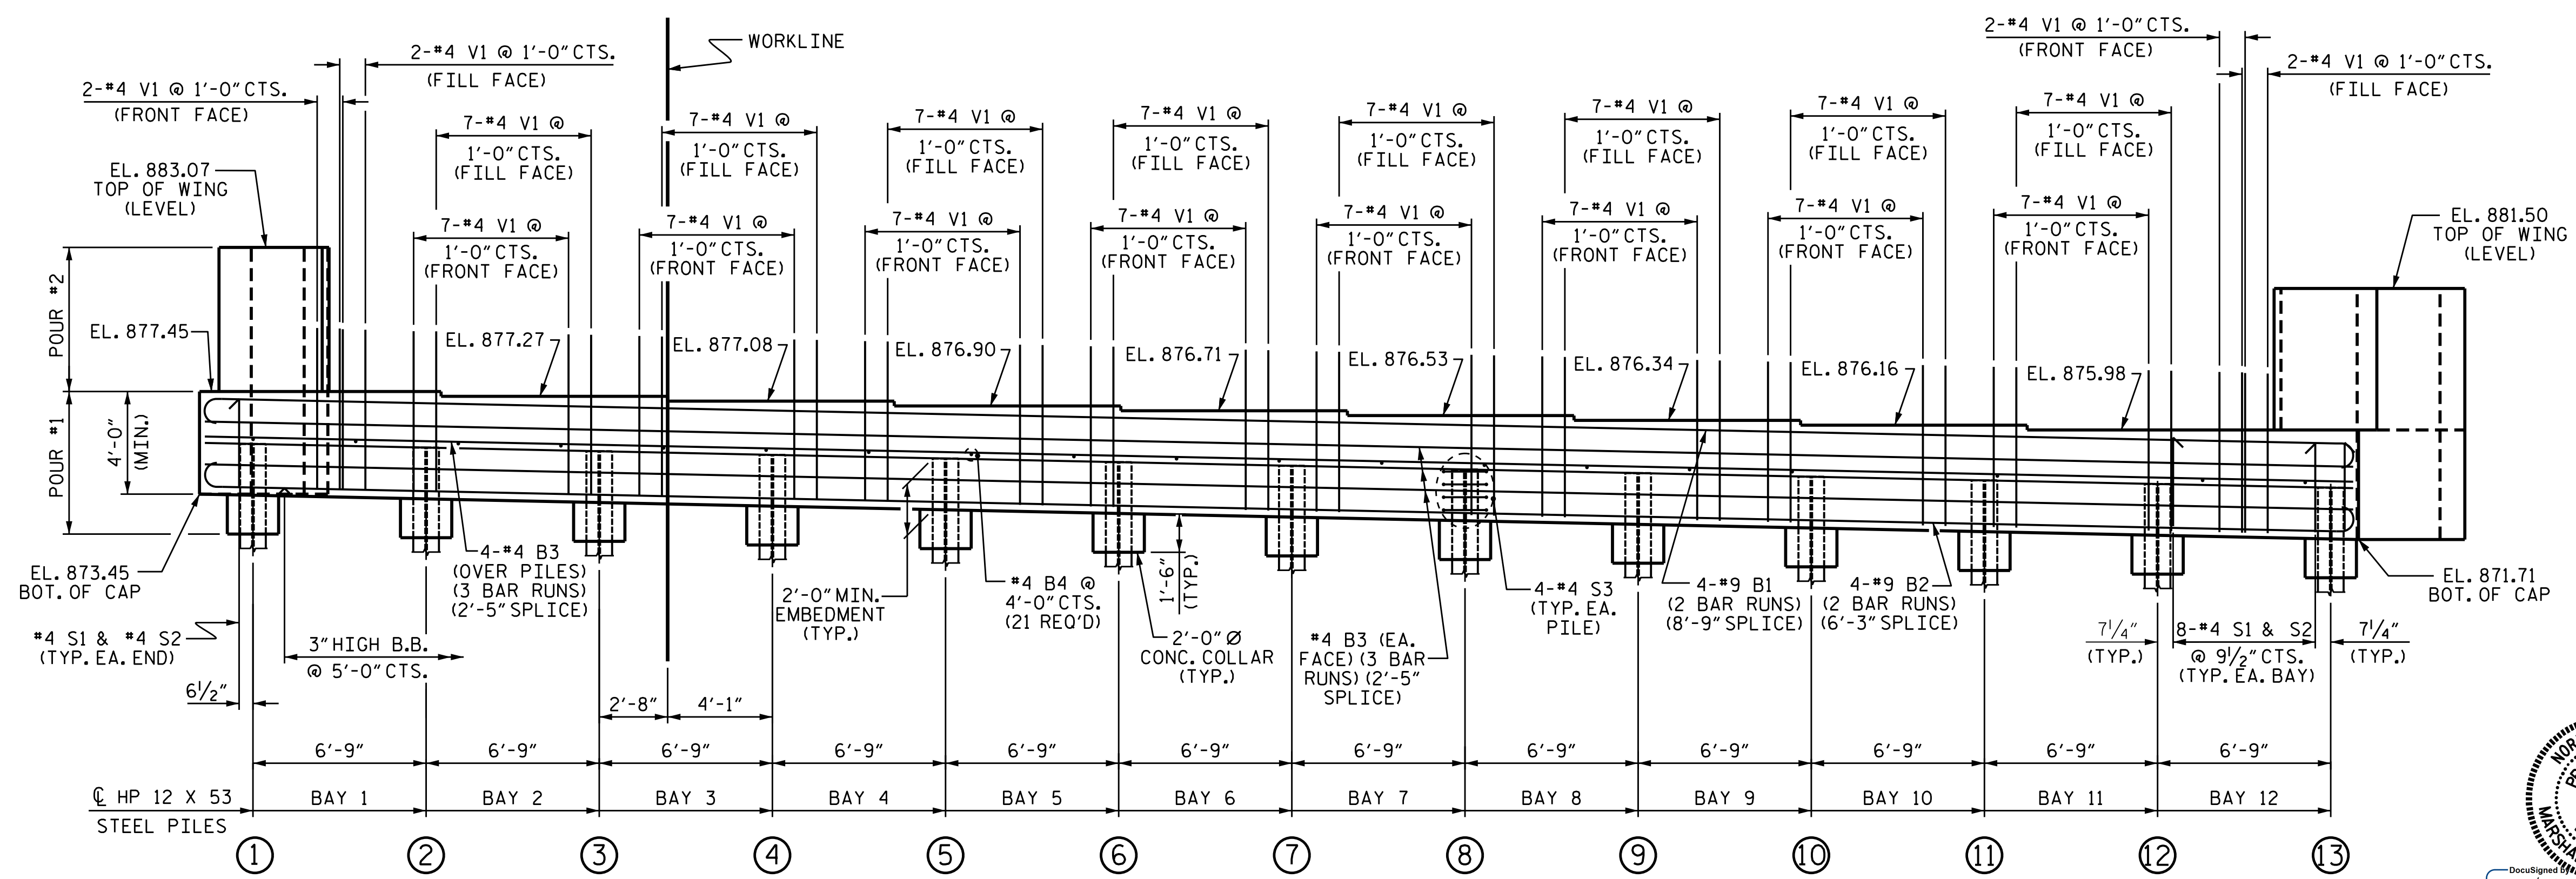 2-#4 V1 @ 1'-0" CTS.
(FRONT FACE)
2-#4 V1 @ 1'-0" CTS.
(FILL FACE)
WORKLINE
2-#4 V1 @ 1'-0" CTS.
(FRONT FACE)
2-#4 V1 @ 1'-0" CTS.
(FILL FACE)
7-#4 V1 @
1'-0" CTS.
(FILL FACE)
7-#4 V1 @
1'-0" CTS.
(FILL FACE)
7-#4 V1 @
1'-0" CTS.
(FILL FACE)
7-#4 V1 @
1'-0" CTS.
(FILL FACE)
7-#4 V1 @
1'-0" CTS.
(FILL FACE)
7-#4 V1 @
1'-0" CTS.
(FILL FACE)
7-#4 V1 @
1'-0" CTS.
(FILL FACE)
7-#4 V1 @
1'-0" CTS.
(FILL FACE)
7-#4 V1 @
1'-0" CTS.
(FRONT FACE)
7-#4 V1 @
1'-0" CTS.
(FRONT FACE)
7-#4 V1 @
1'-0" CTS.
(FRONT FACE)
7-#4 V1 @
1'-0" CTS.
(FRONT FACE)
7-#4 V1 @
1'-0" CTS.
(FRONT FACE)
7-#4 V1 @
1'-0" CTS.
(FRONT FACE)
7-#4 V1 @
1'-0" CTS.
(FRONT FACE)
7-#4 V1 @
1'-0" CTS.
(FRONT FACE)
EL. 883.07
TOP OF WING
(LEVEL)
EL. 881.50
TOP OF WING
(LEVEL)
POUR #2
POUR #1
4'-0"
(MIN.)
EL. 877.45
EL. 877.27
EL. 877.08
EL. 876.90
EL. 876.71
EL. 876.53
EL. 876.34
EL. 876.16
EL. 875.98
EL. 873.45
BOT. OF CAP
#4 S1 & #4 S2
(TYP. EA. END)
6 1/2"
3" HIGH B.B.
@ 5'-0" CTS.
4-#4 B3
(OVER PILES)
(3 BAR RUNS)
(2'-5" SPLICE)
2'-0" MIN.
EMBEDMENT
(TYP.)
#4 B4 @
4'-0" CTS.
(21 REQ'D)
1'-6"
(TYP.)
2'-0" Ø
CONC. COLLAR
(TYP.)
#4 B3 (EA.
FACE) (3 BAR
RUNS) (2'-5"
SPLICE)
4-#4 S3
(TYP. EA.
PILE)
4-#9 B1
(2 BAR RUNS)
(8'-9" SPLICE)
4-#9 B2
(2 BAR RUNS)
(6'-3" SPLICE)
7 1/4"
(TYP.)
8-#4 S1 & S2
@ 9 1/2" CTS.
(TYP. EA. BAY)
7 1/4"
(TYP.)
EL. 871.71
BOT. OF CAP
2'-8" 4'-1"
6'-9" 6'-9" 6'-9" 6'-9" 6'-9" 6'-9" 6'-9" 6'-9" 6'-9" 6'-9" 6'-9" 6'-9"
℄ HP 12 X 53
STEEL PILES
BAY 1 BAY 2 BAY 3 BAY 4 BAY 5 BAY 6 BAY 7 BAY 8 BAY 9 BAY 10 BAY 11 BAY 12
1 2 3 4 5 6 7 8 9 10 11 12 13
DocuSigned by